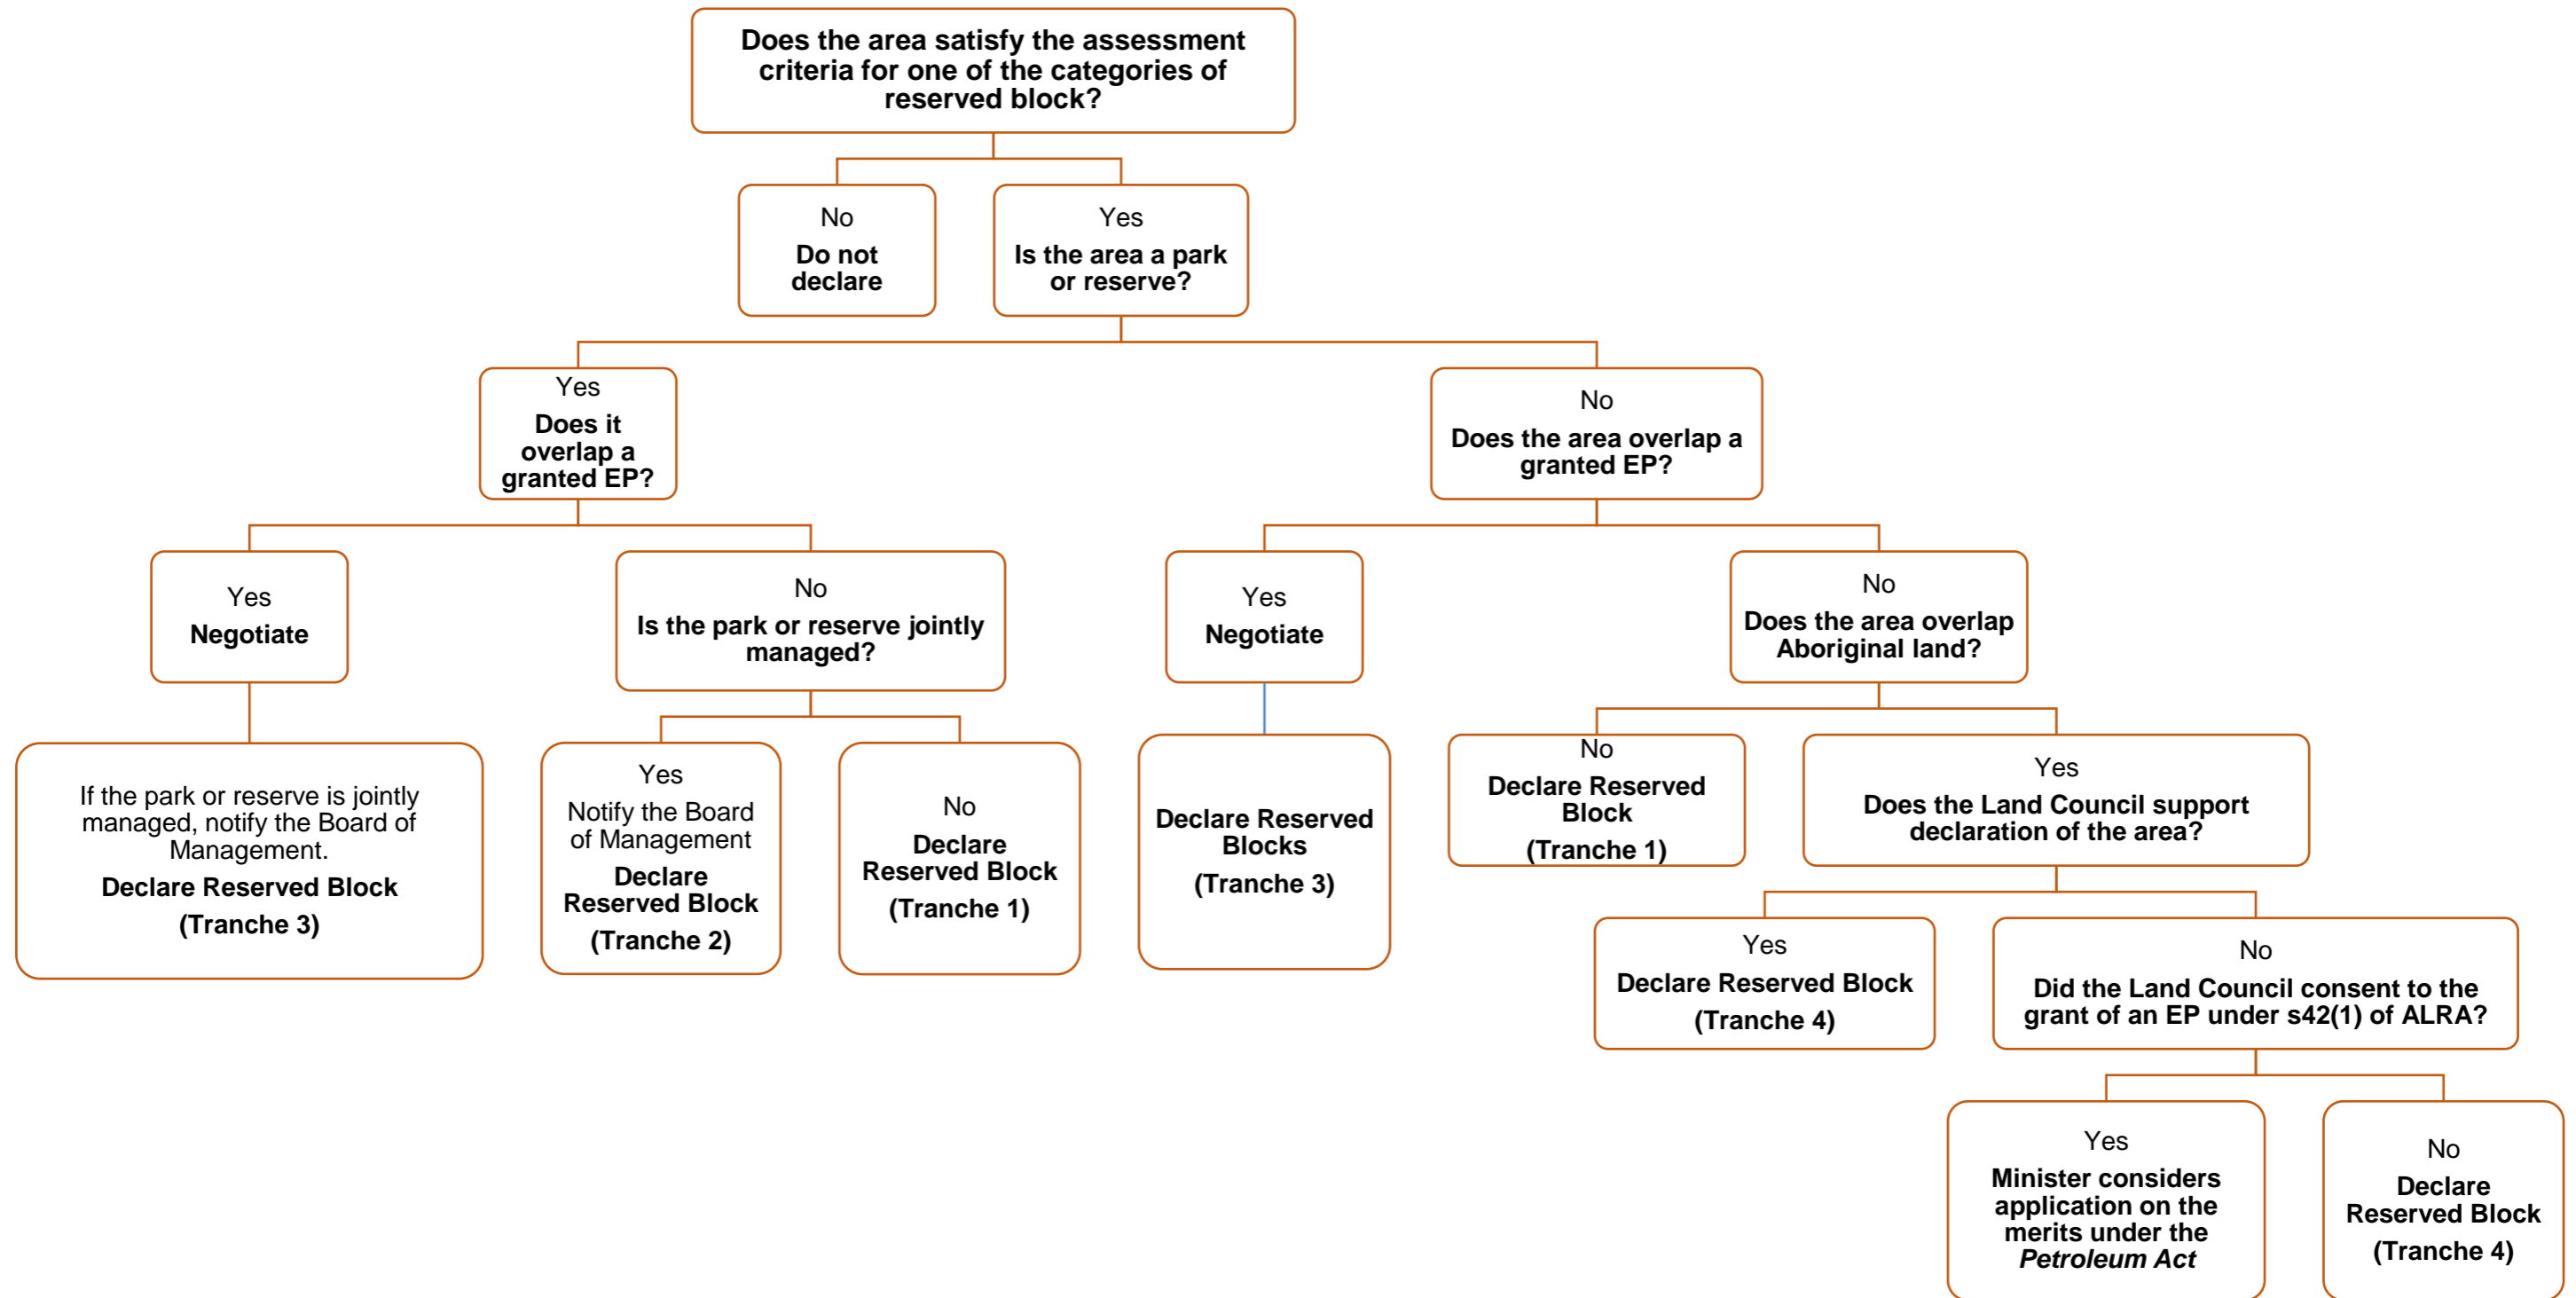 Does the area satisfy the assessment
criteria for one of the categories of
reserved block?
No
Do not
declare
Yes
Is the area a park
or reserve?
Yes
Does it
overlap a
granted EP?
No
Does the area overlap a
granted EP?
Yes
Negotiate
No
Is the park or reserve jointly
managed?
Yes
Negotiate
No
Does the area overlap
Aboriginal land?
If the park or reserve is jointly
managed, notify the Board of
Management.
Declare Reserved Block
(Tranche 3)
Yes
Notify the Board
of Management
Declare
Reserved Block
(Tranche 2)
No
Declare
Reserved Block
(Tranche 1)
Declare Reserved
Blocks
(Tranche 3)
No
Declare Reserved
Block
(Tranche 1)
Yes
Does the Land Council support
declaration of the area?
Yes
Declare Reserved Block
(Tranche 4)
No
Did the Land Council consent to the
grant of an EP under s42(1) of ALRA?
Yes
Minister considers
application on the
merits under the
Petroleum Act
No
Declare
Reserved Block
(Tranche 4)